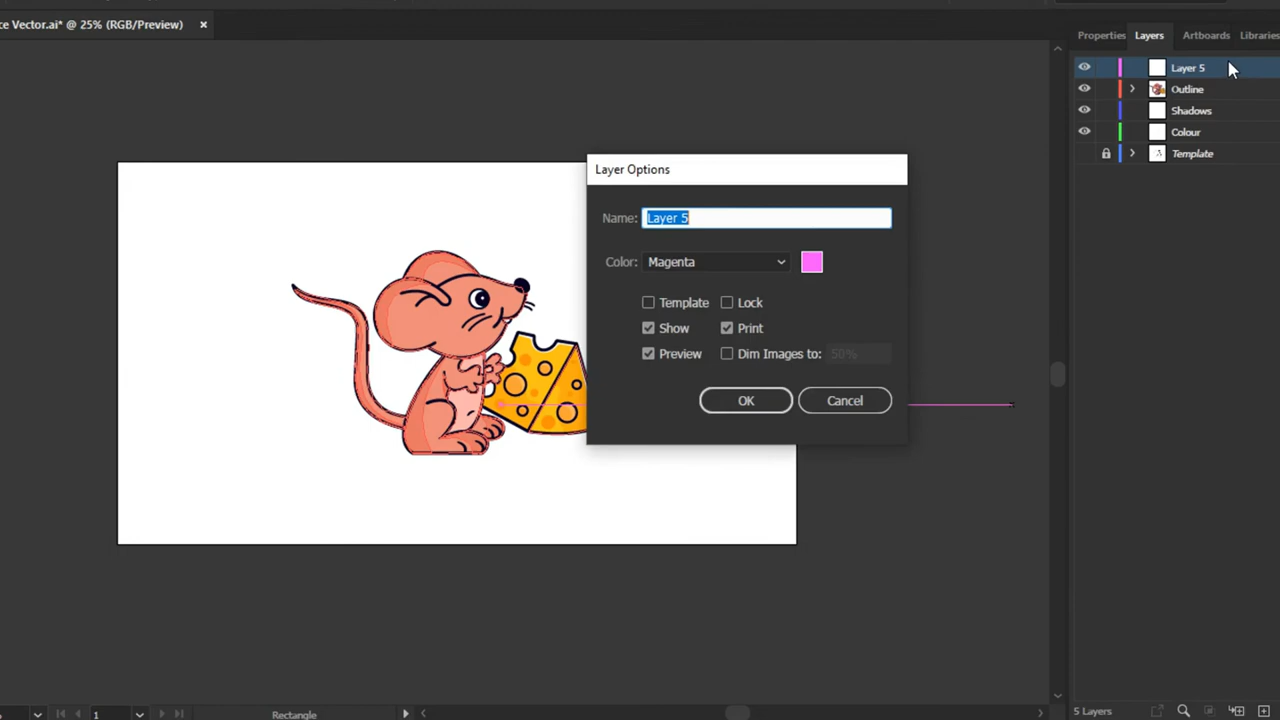 ce Vector.ai* @ 25% (RGB/Preview)
Properties Layers Artboards Libraries
Layer 5
Outline
Shadows
Colour
Template
Layer Options
Name: Layer 5
Color: Magenta
Template Lock
Show Print
Preview Dim Images to: 50%
OK Cancel
1 Rectangle 5 Layers